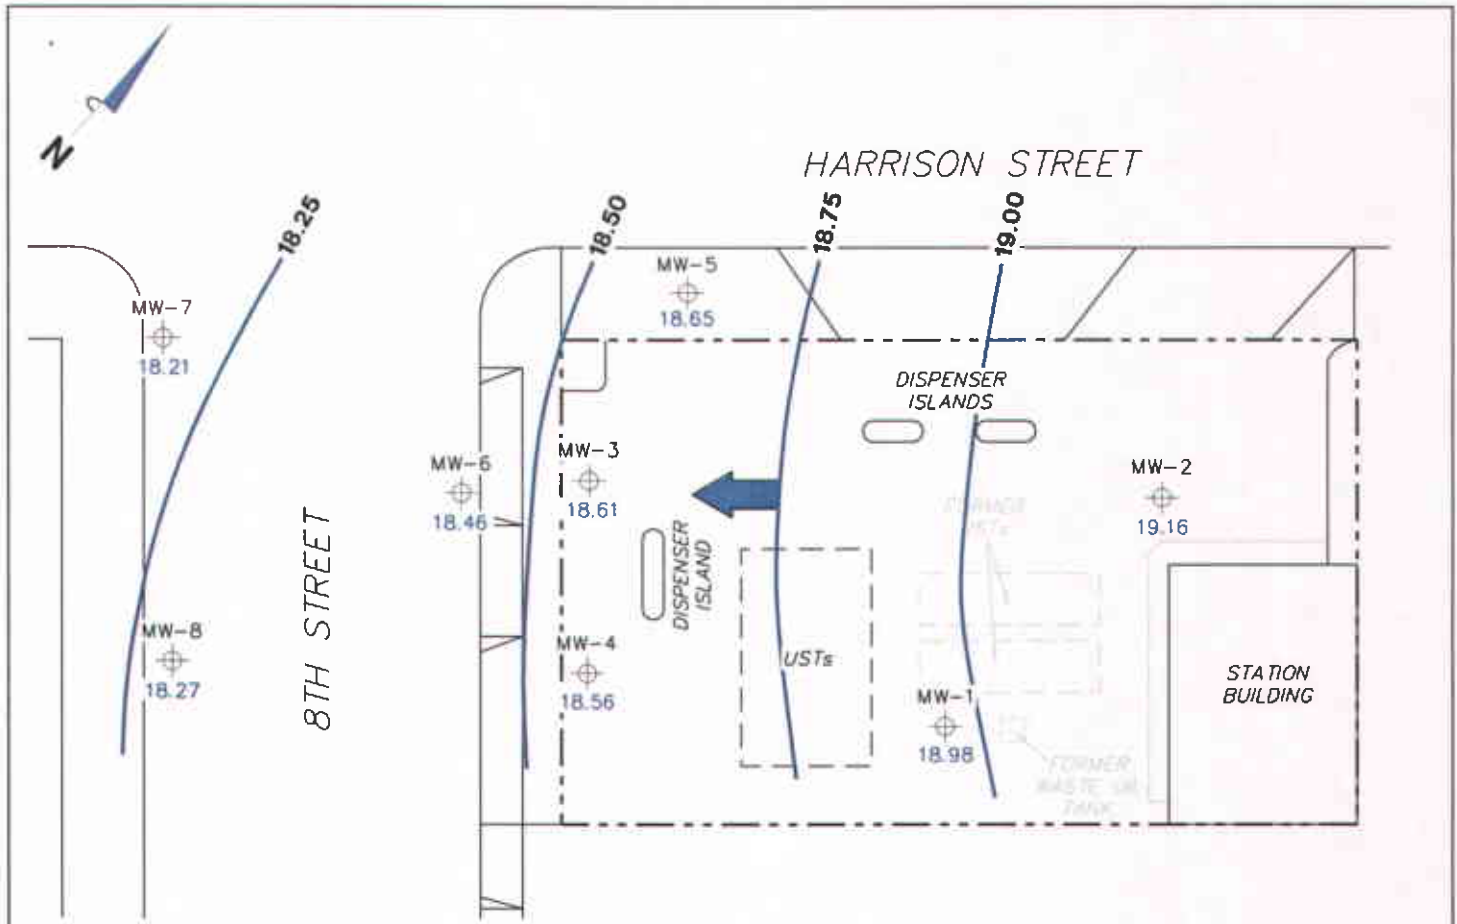 N
HARRISON STREET
18.25
18.50
18.75
19.00
MW-5
18.65
MW-7
18.21
DISPENSER
ISLANDS
MW-6
18.46
MW-3
18.61
MW-2
19.16
FORMER
USTs
8TH STREET
DISPENSER
ISLAND
MW-8
18.27
MW-4
18.56
USTs
MW-1
18.98
STATION
BUILDING
FORMER
WASTE OIL
TANK